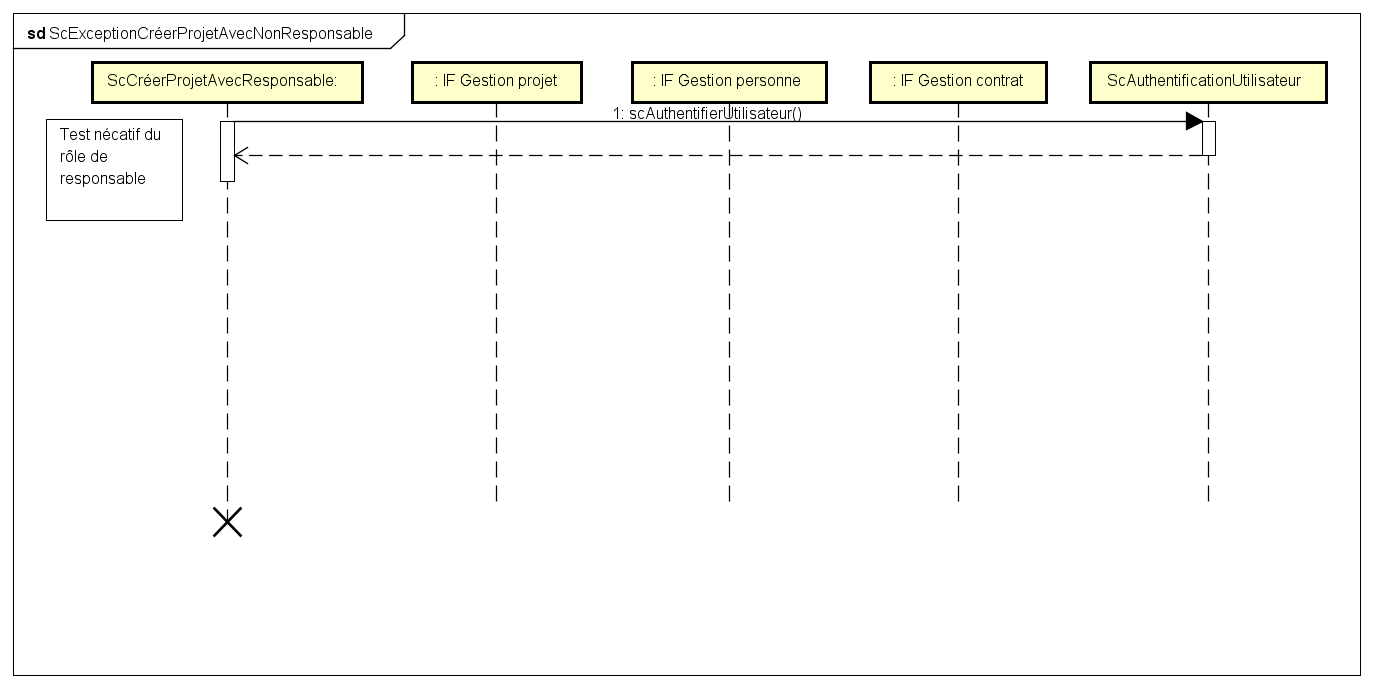 sd ScExceptionCréerProjetAvecNonResponsable
ScCréerProjetAvecResponsable:
: IF Gestion projet
: IF Gestion personne
: IF Gestion contrat
ScAuthentificationUtilisateur
1: scAuthentifierUtilisateur()
Test nécatif du
rôle de
responsable